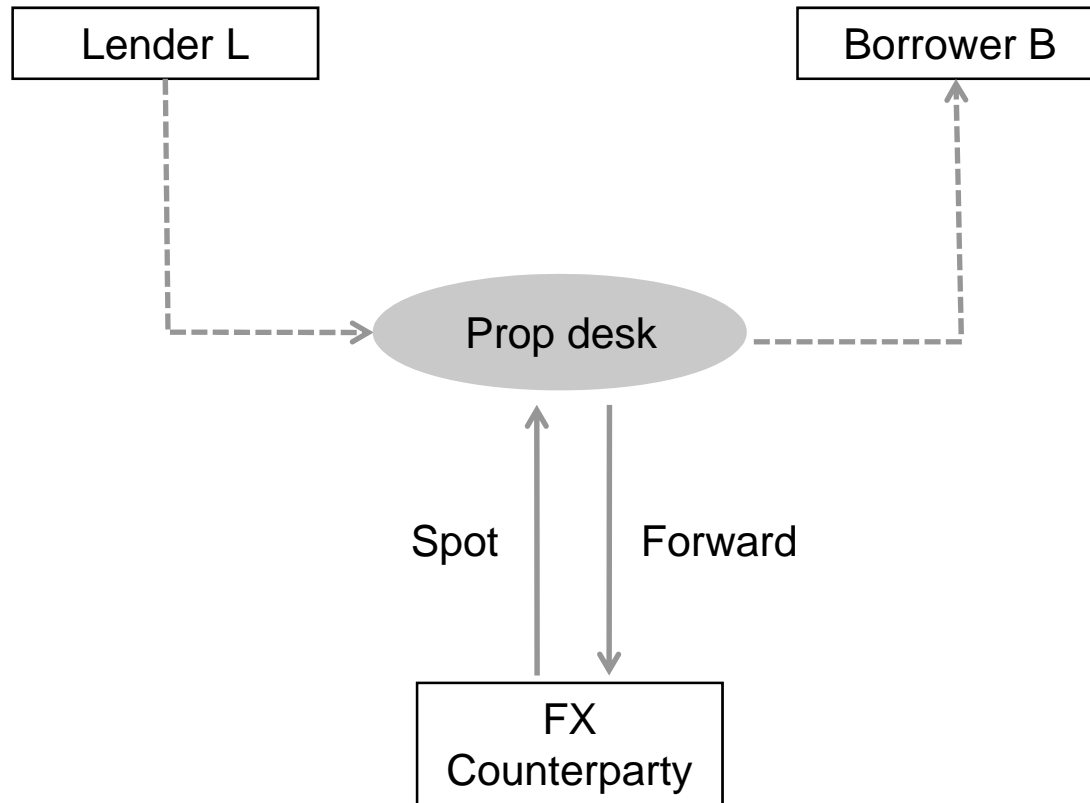 Lender L
Borrower B
Prop desk
Spot
Forward
FX
Counterparty